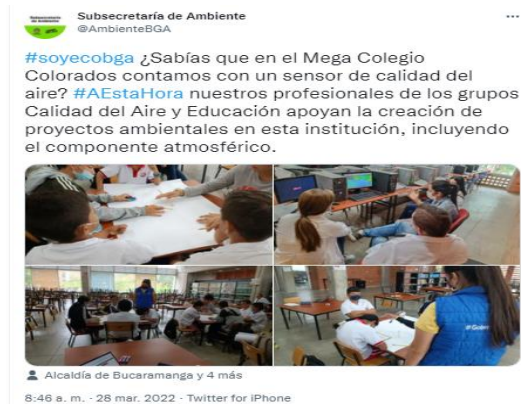 Subsecretaría de Ambiente
@AmbienteBGA
#soyecobga ¿Sabías que en el Mega Colegio
Colorados contamos con un sensor de calidad del
aire? #AEstaHora nuestros profesionales de los grupos
Calidad del Aire y Educación apoyan la creación de
proyectos ambientales en esta institución, incluyendo
el componente atmosférico.
Alcaldía de Bucaramanga y 4 más
8:46 a. m. · 28 mar. 2022 · Twitter for iPhone